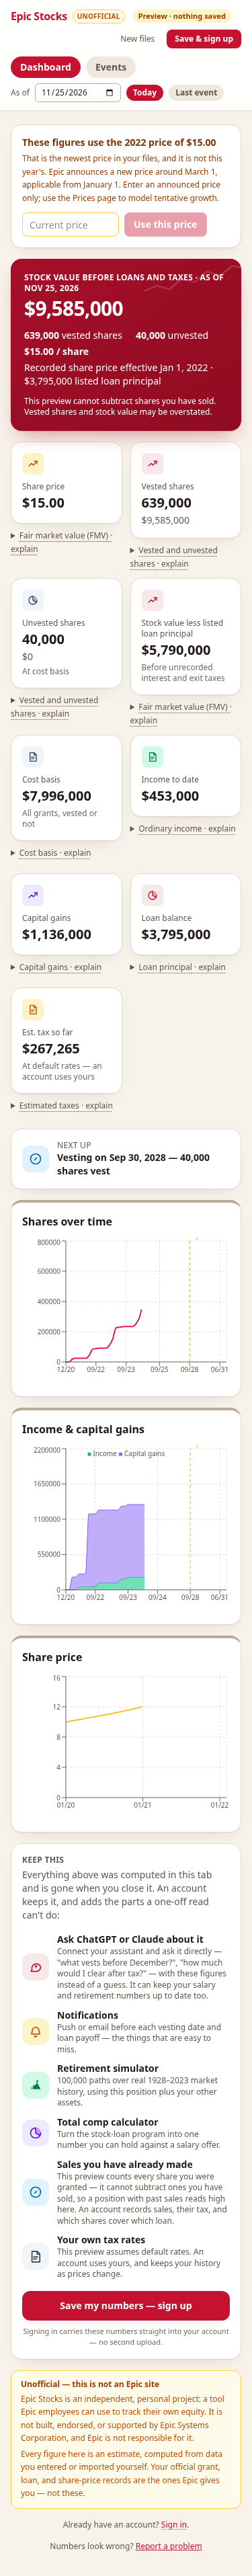 Epic Stocks UNOFFICIAL Preview · nothing saved
New files Save & sign up
Dashboard Events
As of 11/25/2026 Today Last event
These figures use the 2022 price of $15.00
That is the newest price in your files, and it is not this
year's. Epic announces a new price around March 1,
applicable from January 1. Enter an announced price
only; use the Prices page to model tentative growth.
Current price Use this price
STOCK VALUE BEFORE LOANS AND TAXES · AS OF
NOV 25, 2026
$9,585,000
639,000 vested shares 40,000 unvested
$15.00 / share
Recorded share price effective Jan 1, 2022 ·
$3,795,000 listed loan principal
This preview cannot subtract shares you have sold.
Vested shares and stock value may be overstated.
Share price
$15.00
Fair market value (FMV) ·
explain
Vested shares
639,000
$9,585,000
Vested and unvested
shares · explain
Unvested shares
40,000
$0
At cost basis
Vested and unvested
shares · explain
Stock value less listed
loan principal
$5,790,000
Before unrecorded
interest and exit taxes
Fair market value (FMV) ·
explain
Cost basis
$7,996,000
All grants, vested or
not
Cost basis · explain
Income to date
$453,000
Ordinary income · explain
Capital gains
$1,136,000
Capital gains · explain
Loan balance
$3,795,000
Loan principal · explain
Est. tax so far
$267,265
At default rates — an
account uses yours
Estimated taxes · explain
NEXT UP
Vesting on Sep 30, 2028 — 40,000
shares vest
Shares over time
800000
600000
400000
200000
0
12/20 09/22 09/23 09/25 09/28 06/31
Income & capital gains
2200000
Income Capital gains
1650000
1100000
550000
0
12/20 09/22 09/23 09/24 09/28 06/31
Share price
16
12
8
4
0
01/20 01/21 01/22
KEEP THIS
Everything above was computed in this tab
and is gone when you close it. An account
keeps it, and adds the parts a one-off read
can't do:
Ask ChatGPT or Claude about it
Connect your assistant and ask it directly —
"what vests before December?", "how much
would I clear after tax?" — with these figures
instead of a guess. It can keep your salary
and retirement numbers up to date too.
Notifications
Push or email before each vesting date and
loan payoff — the things that are easy to
miss.
Retirement simulator
100,000 paths over real 1928–2023 market
history, using this position plus your other
assets.
Total comp calculator
Turn the stock-loan program into one
number you can hold against a salary offer.
Sales you have already made
This preview counts every share you were
granted — it cannot subtract ones you have
sold, so a position with past sales reads high
here. An account records sales, their tax, and
which shares cover which loan.
Your own tax rates
This preview assumes default rates. An
account uses yours, and keeps your history
as prices change.
Save my numbers — sign up
Signing in carries these numbers straight into your account
— no second upload.
Unofficial — this is not an Epic site
Epic Stocks is an independent, personal project: a tool
Epic employees can use to track their own equity. It is
not built, endorsed, or supported by Epic Systems
Corporation, and Epic is not responsible for it.
Every figure here is an estimate, computed from data
you entered or imported yourself. Your official grant,
loan, and share-price records are the ones Epic gives
you — not these.
Already have an account? Sign in.
Numbers look wrong? Report a problem